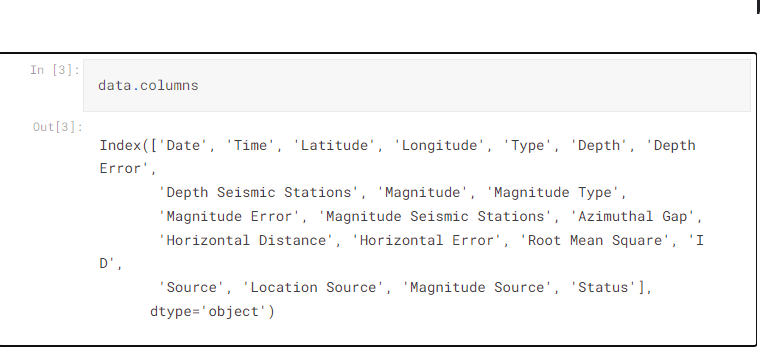 In [3]:
data.columns
Out[3]:
Index(['Date', 'Time', 'Latitude', 'Longitude', 'Type', 'Depth', 'Depth
Error',
'Depth Seismic Stations', 'Magnitude', 'Magnitude Type',
'Magnitude Error', 'Magnitude Seismic Stations', 'Azimuthal Gap',
'Horizontal Distance', 'Horizontal Error', 'Root Mean Square', 'I
D',
'Source', 'Location Source', 'Magnitude Source', 'Status'],
dtype='object')